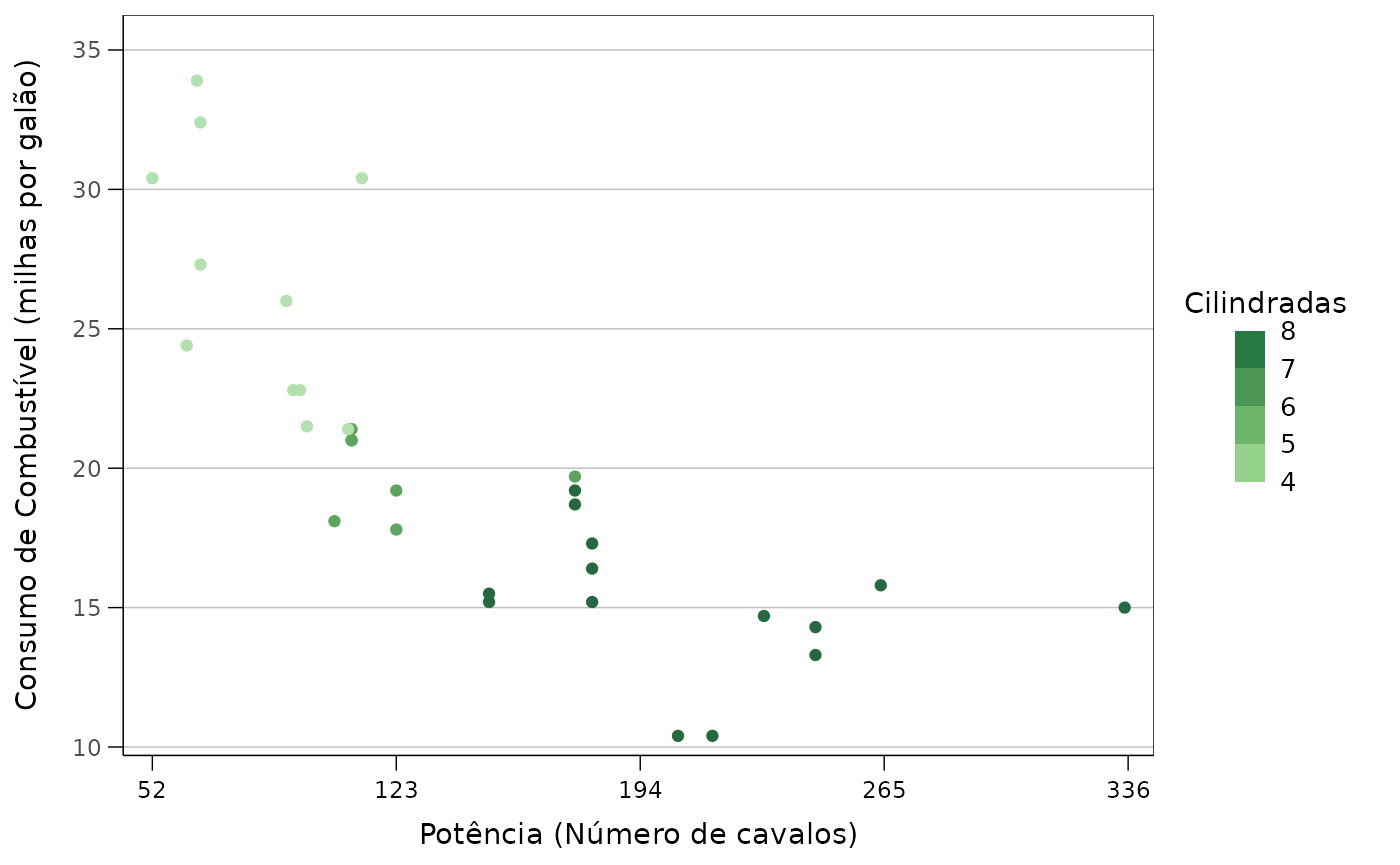 Consumo de Combustível (milhas por galão)
35
30
25
20
15
10
52 123 194 265 336
Potência (Número de cavalos)
Cilindradas
8
7
6
5
4